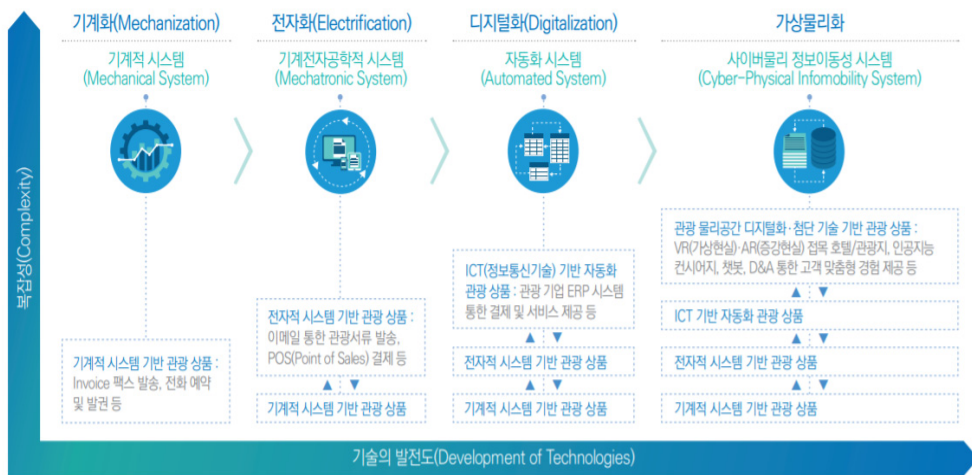 기계화(Mechanization)
기계적 시스템
(Mechanical System)
기계적 시스템 기반 관광 상품 :
Invoice 팩스 발송, 전화 예약
및 발권 등
전자화(Electrification)
기계전자공학적 시스템
(Mechatronic System)
전자적 시스템 기반 관광 상품 :
이메일 통한 관광서류 발송,
POS(Point of Sales) 결제 등
▲ ▼
기계적 시스템 기반 관광 상품
디지털화(Digitalization)
자동화 시스템
(Automated System)
ICT(정보통신기술) 기반 자동화
관광 상품 : 관광 기업 ERP 시스템
통한 결제 및 서비스 제공 등
▲ ▼
전자적 시스템 기반 관광 상품
▲ ▼
기계적 시스템 기반 관광 상품
가상물리화
사이버물리 정보이동성 시스템
(Cyber-Physical Infomobility System)
관광 물리공간 디지털화·첨단 기술 기반 관광 상품 :
VR(가상현실)·AR(증강현실) 접목 호텔/관광지, 인공지능
컨시어지, 챗봇, D&A 통한 고객 맞춤형 경험 제공 등
▲ ▼
ICT 기반 자동화 관광 상품
▲ ▼
전자적 시스템 기반 관광 상품
▲ ▼
기계적 시스템 기반 관광 상품
복잡성(Complexity)
기술의 발전도(Development of Technologies)